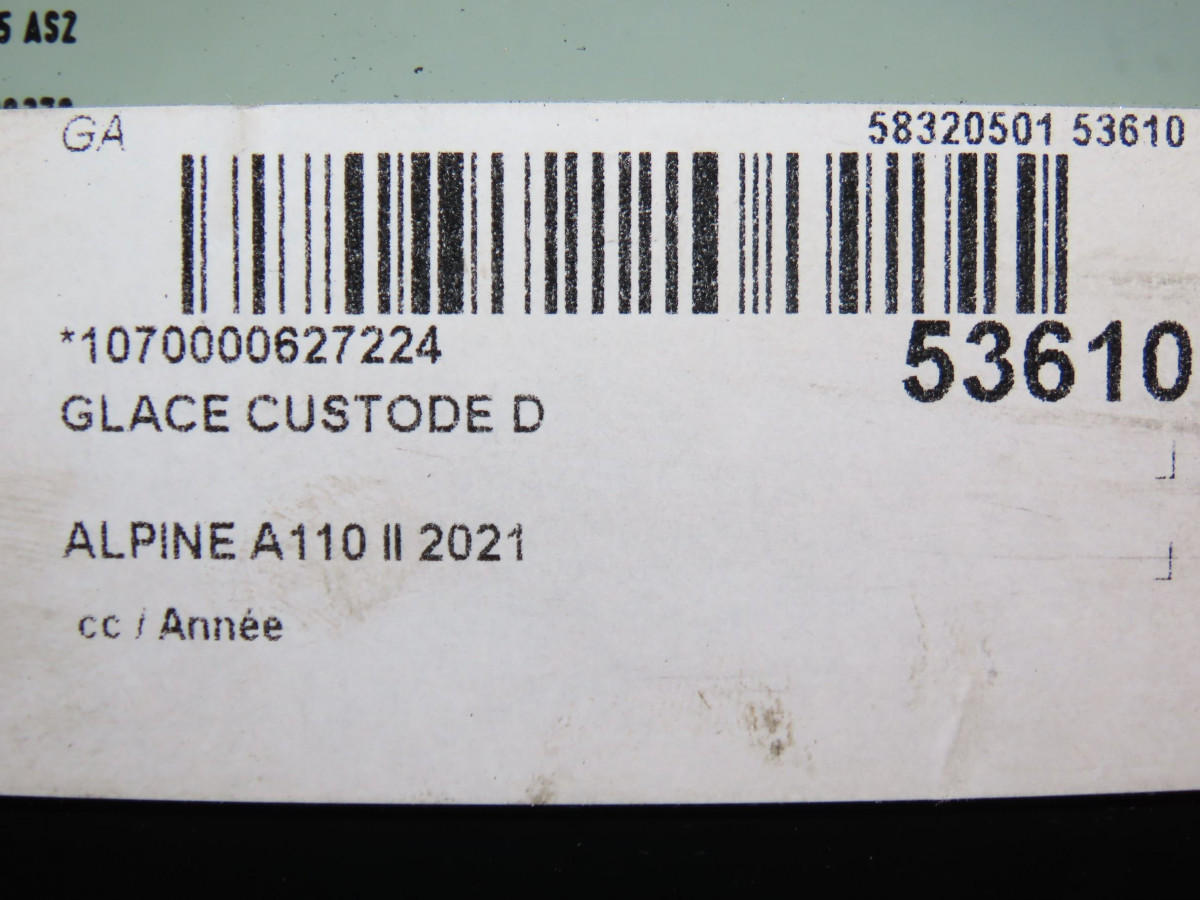 5 AS2
GA
58320501 53610
*1070000627224
53610
GLACE CUSTODE D
ALPINE A110 II 2021
cc / Année